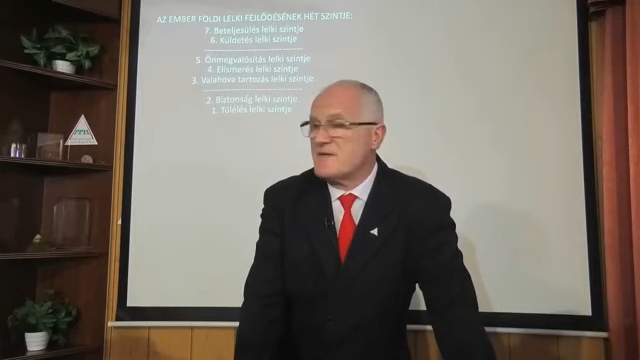 AZ EMBER FÖLDI LELKI FEJLŐDÉSÉNEK HÉT SZINTJE:
7. Beteljesülés lelki szintje
6. Küldetés lelki szintje
--------------------------------
5. Önmegvalósítás lelki szintje
4. Elismerés lelki szintje
3. Valahova tartozás lelki szintje
--------------------------------
2. Biztonság lelki szintje
1. Túlélés lelki szintje